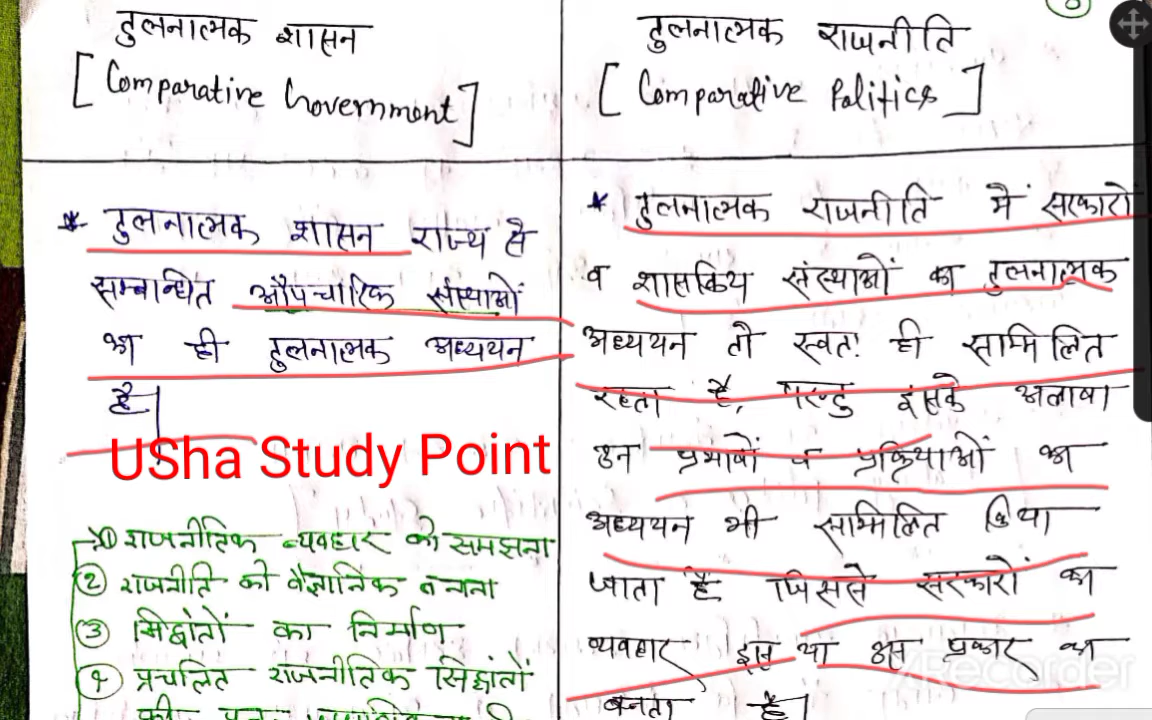 तुलनात्मक शासन
[Comparative Government]
* तुलनात्मक शासन राज्य से
सम्बन्धित औपचारिक संस्थाओं
का ही तुलनात्मक अध्ययन
है।
USha Study Point
① राजनीतिक व्यवहार को समझना
② राजनीति को वैज्ञानिक बनाना
③ सिद्धांतों का निर्माण
④ प्रचलित राजनीतिक सिद्धांतों
की पुनः
तुलनात्मक राजनीति
[Comparative Politics]
* तुलनात्मक राजनीति में सरकारों
व शासकिय संस्थाओं का तुलनात्मक
अध्ययन तो स्वतः ही सम्मिलित
रहता है, परन्तु इसके अलावा
उन प्रभावों व प्रक्रियाओं का
अध्ययन भी सम्मिलित किया
जाता है जिससे सरकारों का
व्यवहार इस या उस प्रकार का
बनता है।
XRecorder